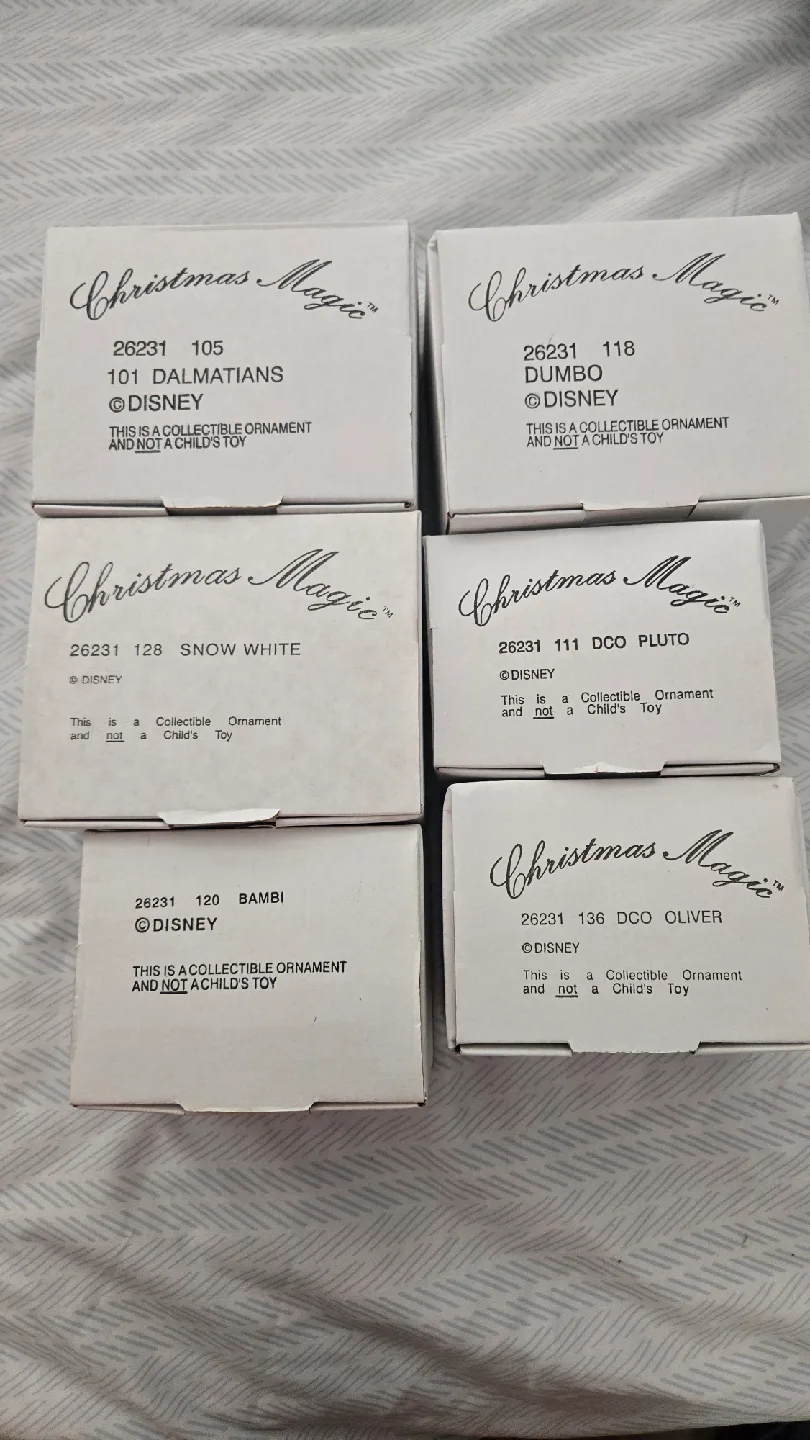 Christmas Magic™
26231 105
101 DALMATIANS
©DISNEY
THIS IS A COLLECTIBLE ORNAMENT
AND NOT A CHILD'S TOY
Christmas Magic™
26231 118
DUMBO
©DISNEY
THIS IS A COLLECTIBLE ORNAMENT
AND NOT A CHILD'S TOY
Christmas Magic™
26231 128 SNOW WHITE
© DISNEY
This is a Collectible Ornament
and not a Child's Toy
Christmas Magic™
26231 111 DCO PLUTO
©DISNEY
This is a Collectible Ornament
and not a Child's Toy
26231 120 BAMBI
©DISNEY
THIS IS A COLLECTIBLE ORNAMENT
AND NOT A CHILD'S TOY
Christmas Magic™
26231 136 DCO OLIVER
©DISNEY
This is a Collectible Ornament
and not a Child's Toy